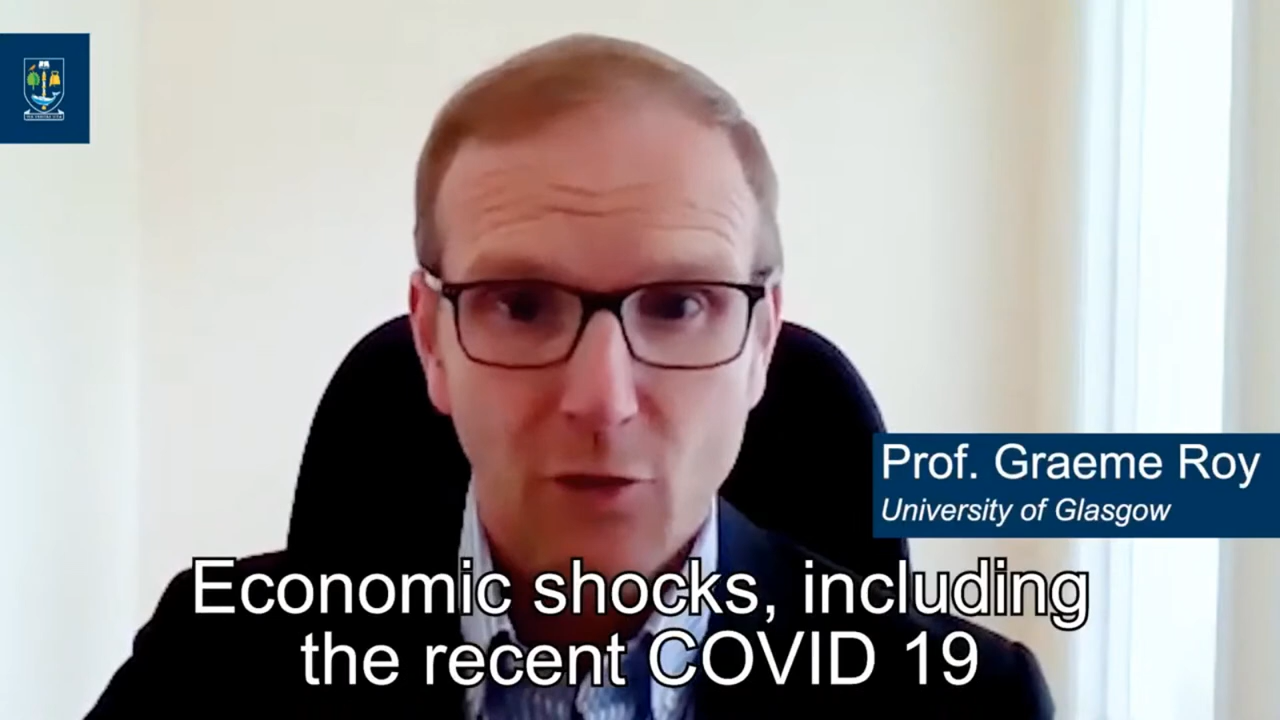 Prof. Graeme Roy
University of Glasgow
Economic shocks, including
the recent COVID 19